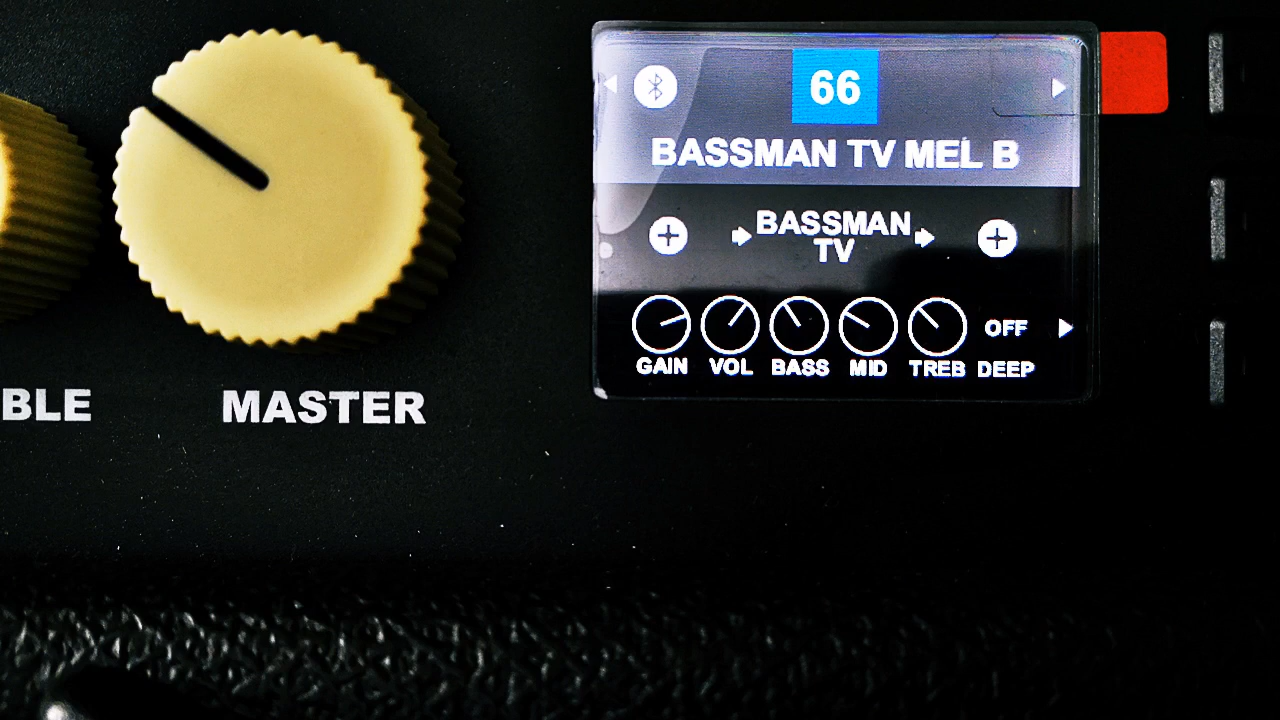 66
BASSMAN TV MEL B
BASSMAN
TV
OFF
GAIN VOL BASS MID TREB DEEP
BLE MASTER